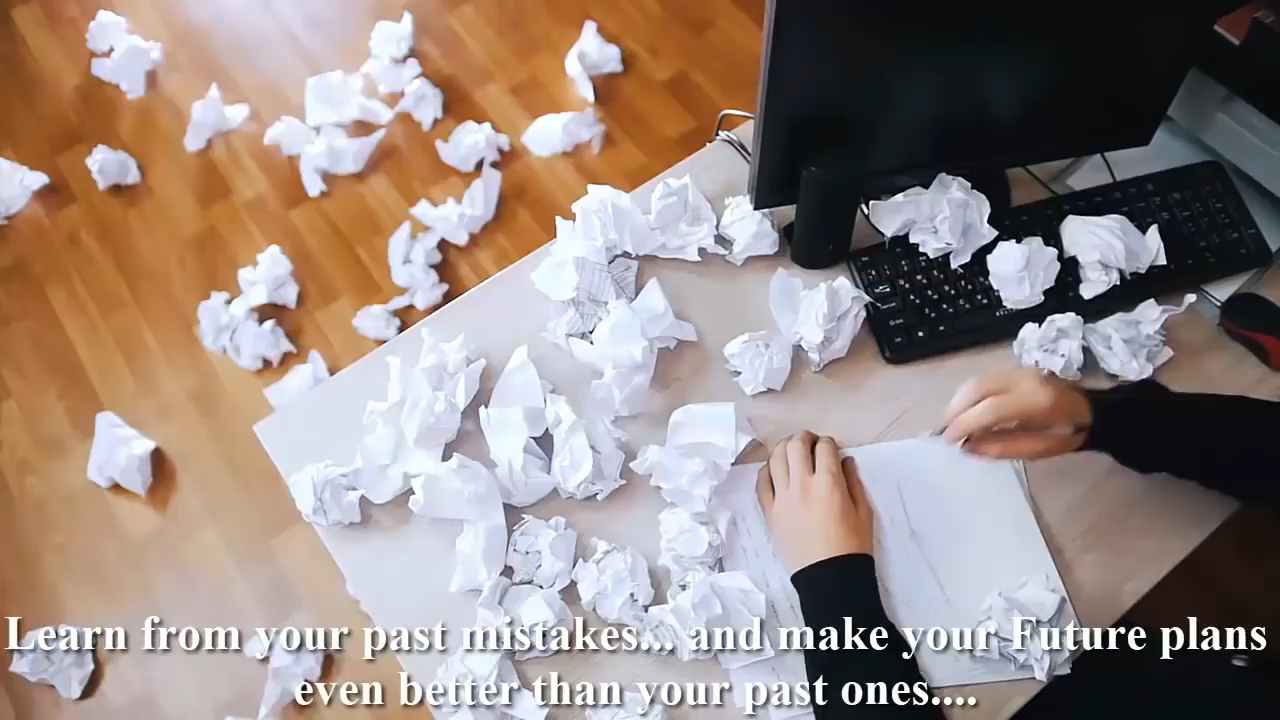 Learn from your past mistakes... and make your Future plans
even better than your past ones....